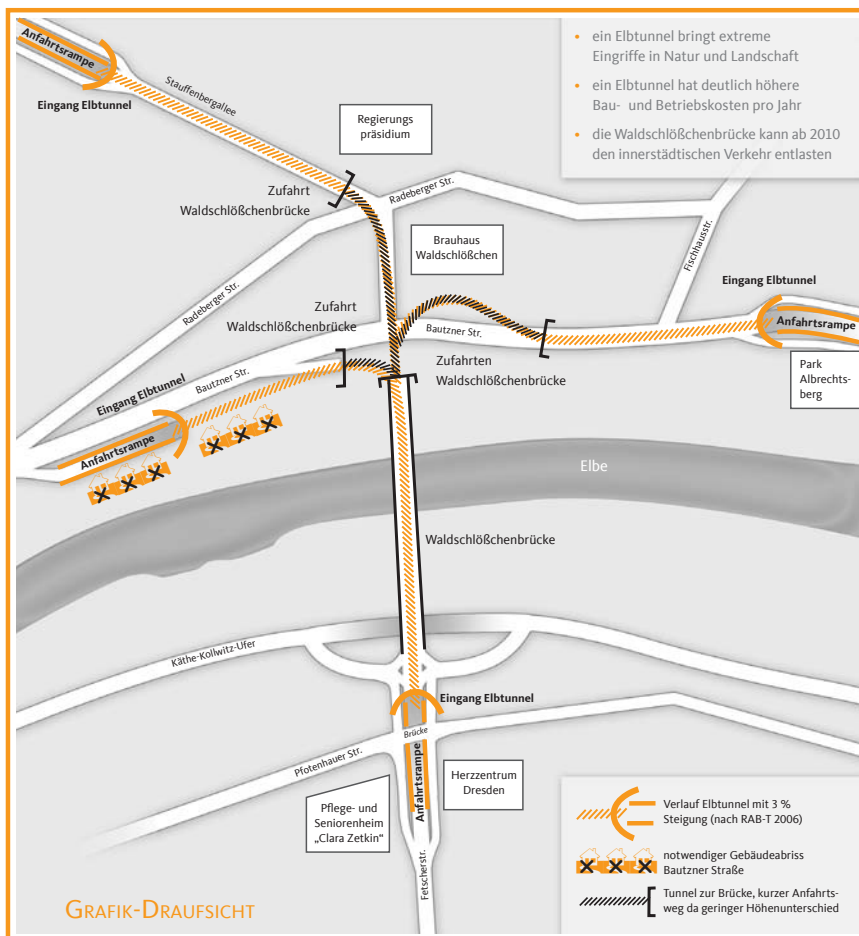 • ein Elbtunnel bringt extreme
Eingriffe in Natur und Landschaft
• ein Elbtunnel hat deutlich höhere
Bau- und Betriebskosten pro Jahr
• die Waldschlößchenbrücke kann ab 2010
den innerstädtischen Verkehr entlasten
Anfahrtsrampe
Eingang Elbtunnel
Stauffenbergallee
Regierungs
präsidium
Zufahrt
Waldschlößchenbrücke
Radeberger Str.
Brauhaus
Waldschlößchen
Fischhausstr.
Radeberger Str.
Zufahrt
Waldschlößchenbrücke
Bautzner Str.
Eingang Elbtunnel
Anfahrtsrampe
Park
Albrechts-
berg
Zufahrten
Waldschlößchenbrücke
Eingang Elbtunnel
Bautzner Str.
Anfahrtsrampe
Elbe
Waldschlößchenbrücke
Käthe-Kollwitz-Ufer
Eingang Elbtunnel
Brücke
Pfotenhauer Str.
Anfahrtsrampe
Herzzentrum
Dresden
Pflege- und
Seniorenheim
„Clara Zetkin“
Fetscherstr.
Verlauf Elbtunnel mit 3 %
Steigung (nach RAB-T 2006)
notwendiger Gebäudeabriss
Bautzner Straße
Tunnel zur Brücke, kurzer Anfahrts-
weg da geringer Höhenunterschied
Grafik-Draufsicht